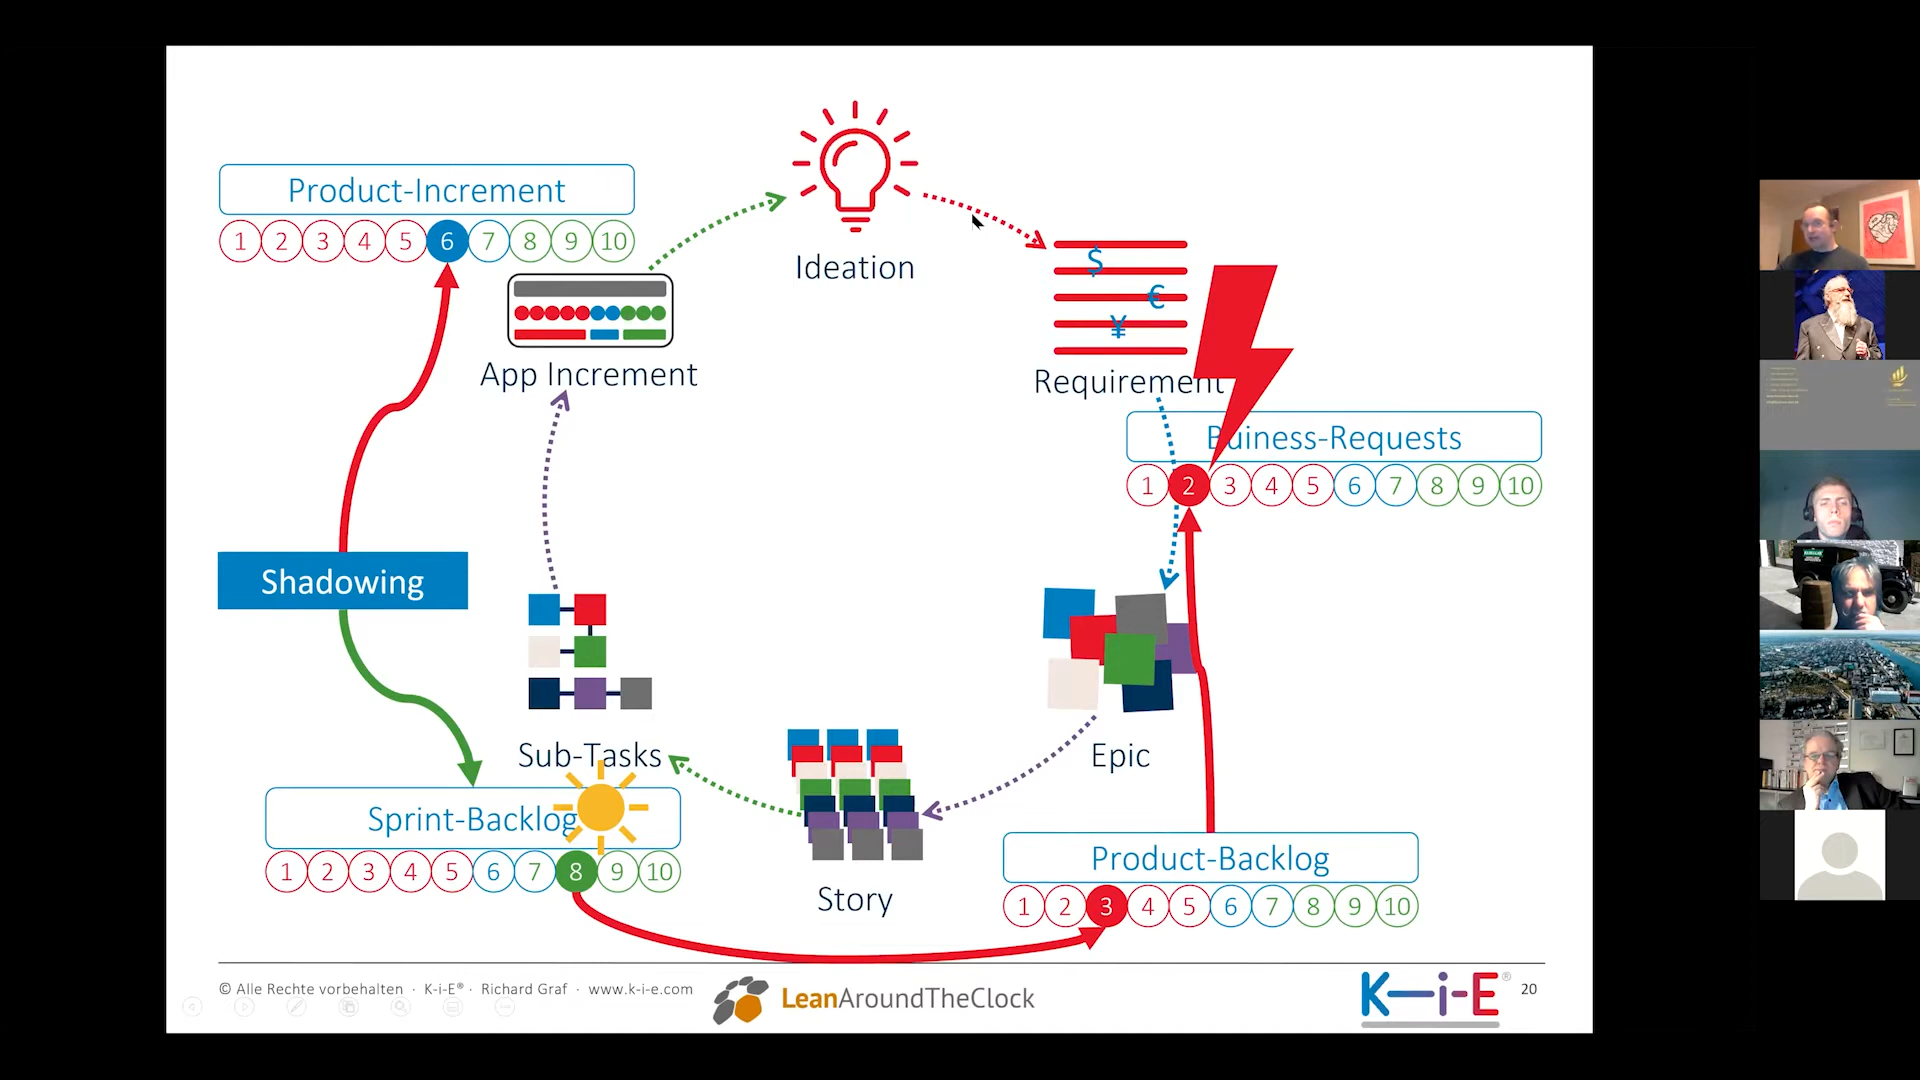 Product-Increment
1 2 3 4 5 6 7 8 9 10
Ideation
$
€
¥
App Increment
Requirement
Buiness-Requests
1 2 3 4 5 6 7 8 9 10
Shadowing
Sub-Tasks
Epic
Sprint-Backlog
1 2 3 4 5 6 7 8 9 10
Story
Product-Backlog
1 2 3 4 5 6 7 8 9 10
© Alle Rechte vorbehalten · K-i-E® · Richard Graf · www.k-i-e.com
LeanAroundTheClock
K-i-E®
20